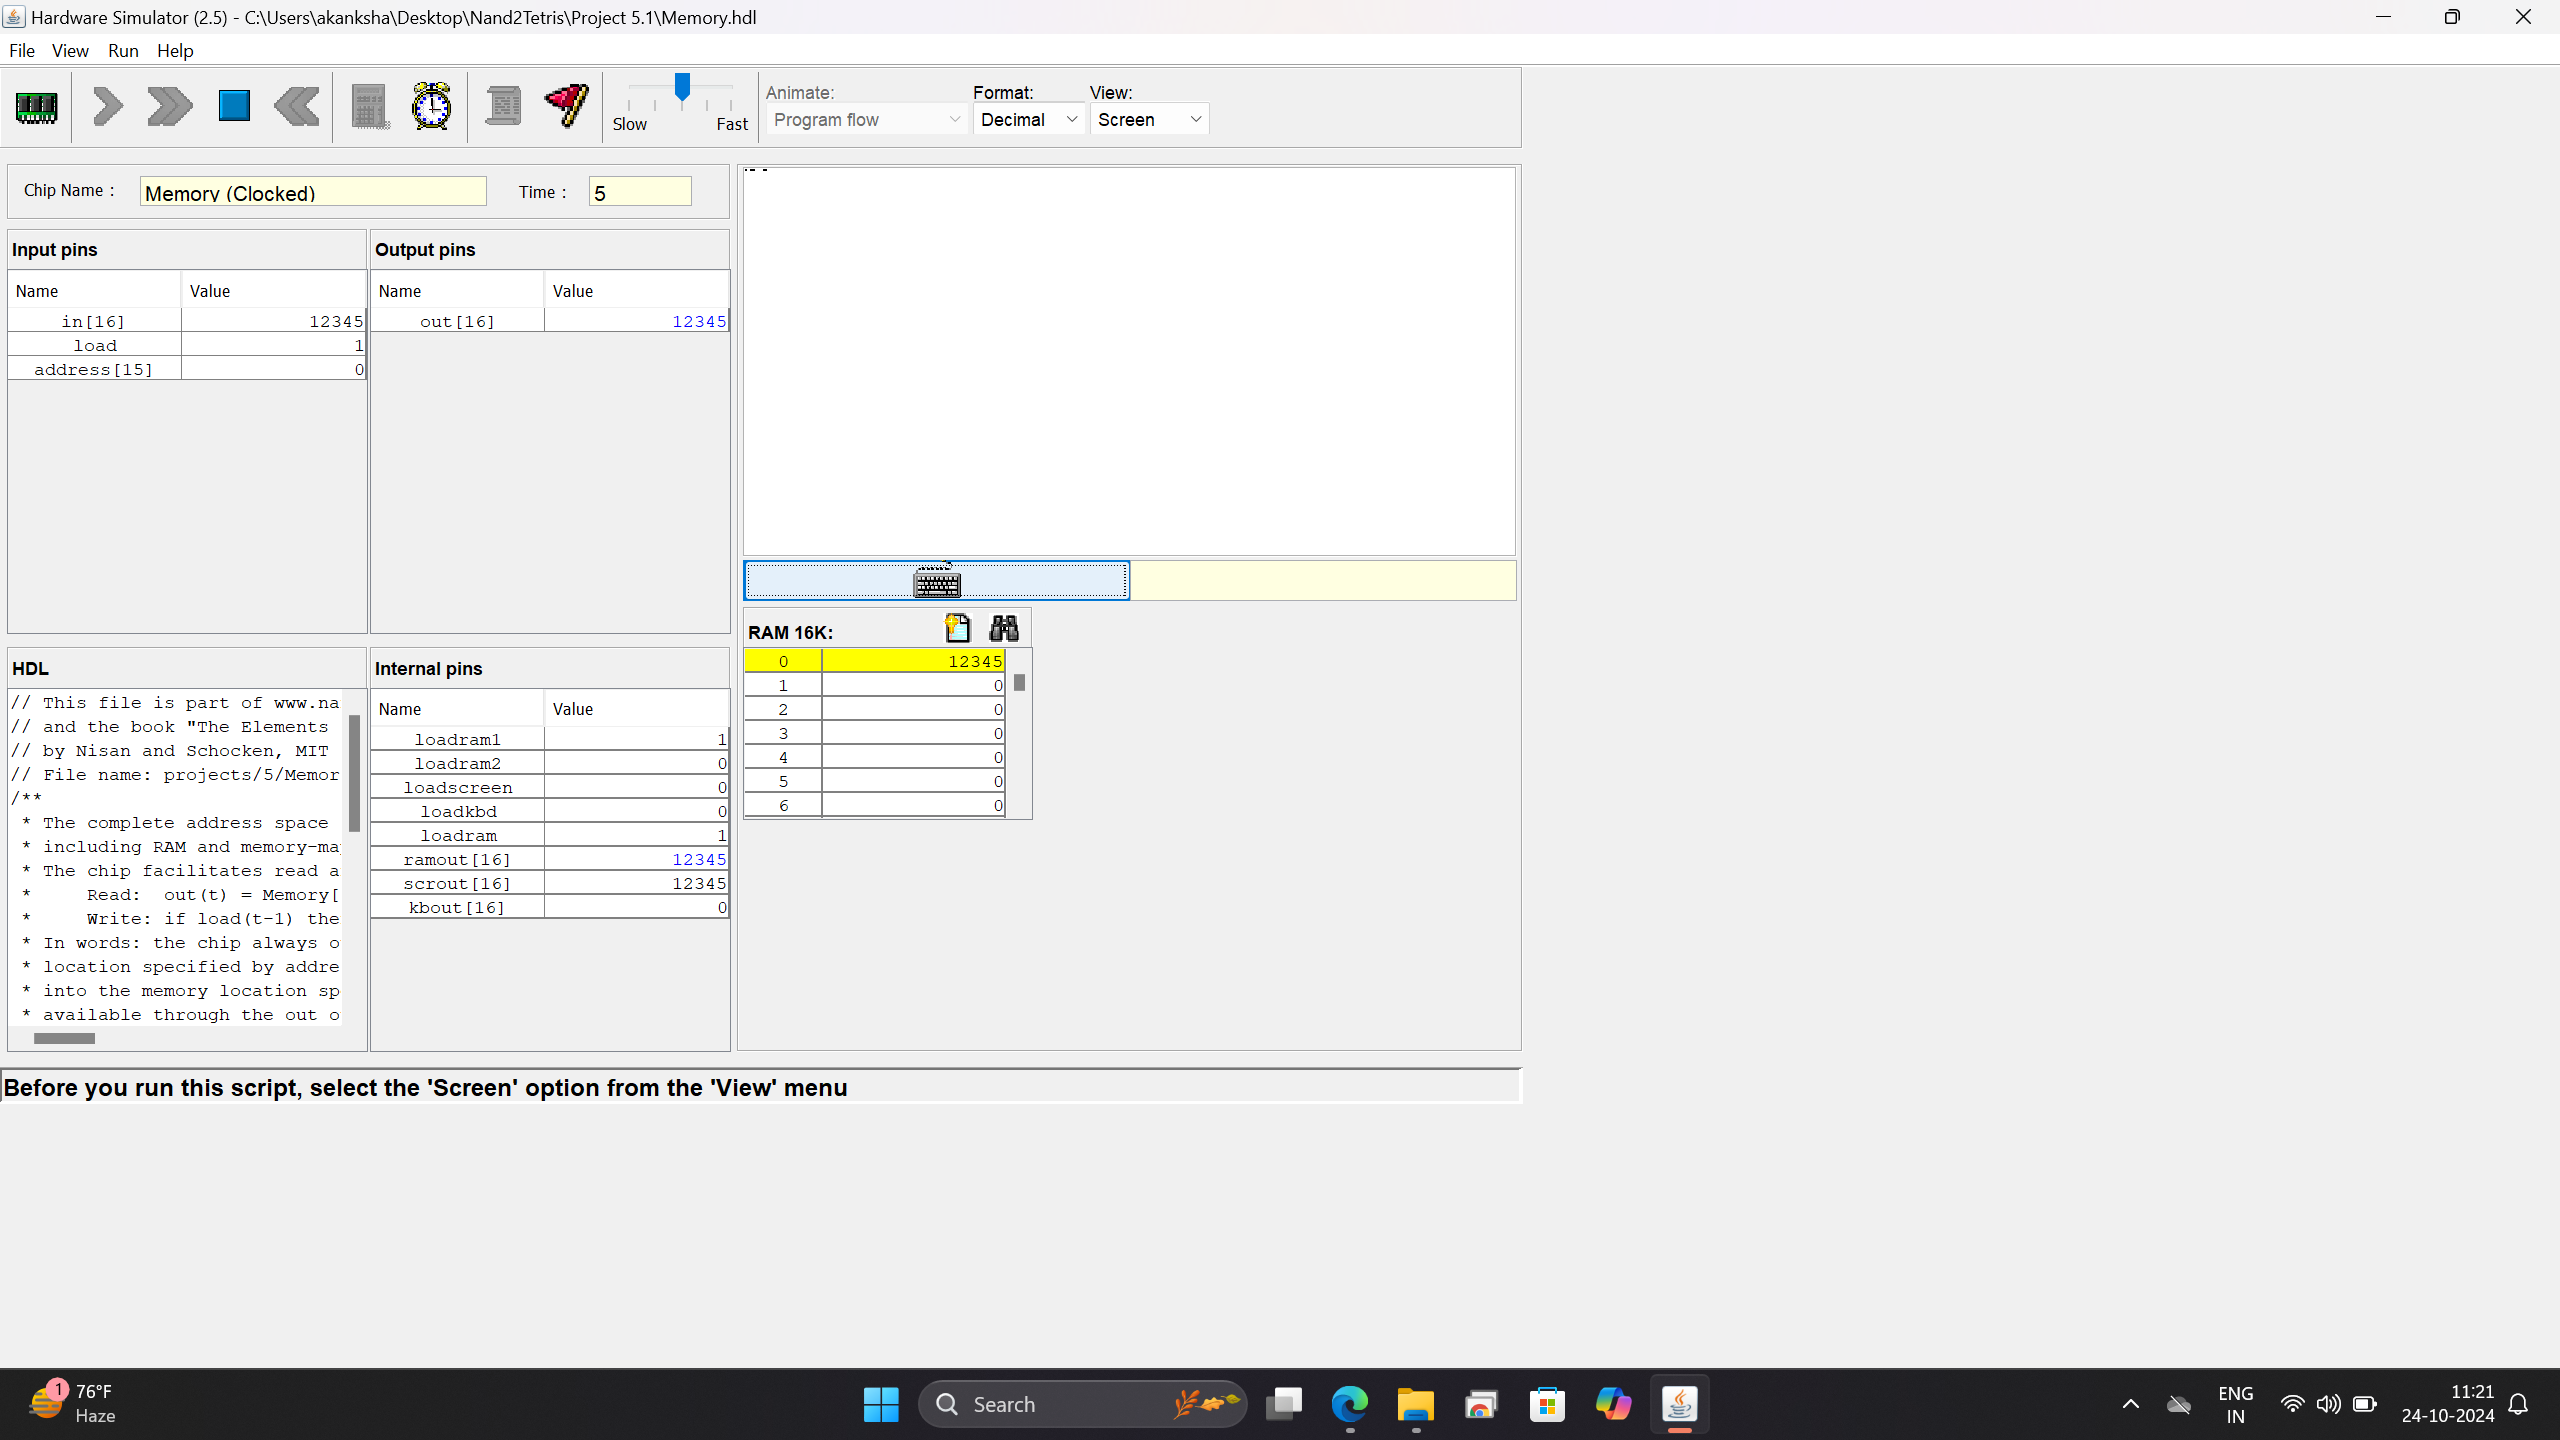 Hardware Simulator (2.5) - C:\Users\akanksha\Desktop\Nand2Tetris\Project 5.1\Memory.hdl
File View Run Help
Slow Fast
Animate: Format: View:
Program flow Decimal Screen
Chip Name : Memory (Clocked) Time : 5
Input pins
Name Value
in[16] 12345
load 1
address[15] 0
Output pins
Name Value
out[16] 12345
HDL
// This file is part of www.na
// and the book "The Elements
// by Nisan and Schocken, MIT
// File name: projects/5/Memor
/**
* The complete address space
* including RAM and memory-ma
* The chip facilitates read a
* Read: out(t) = Memory[
* Write: if load(t-1) the
* In words: the chip always o
* location specified by addre
* into the memory location sp
* available through the out o
Internal pins
Name Value
loadram1 1
loadram2 0
loadscreen 0
loadkbd 0
loadram 1
ramout[16] 12345
scrout[16] 12345
kbout[16] 0
RAM 16K:
0 12345
1 0
2 0
3 0
4 0
5 0
6 0
Before you run this script, select the 'Screen' option from the 'View' menu
1
76°F
Haze
Search
ENG
IN
11:21
24-10-2024